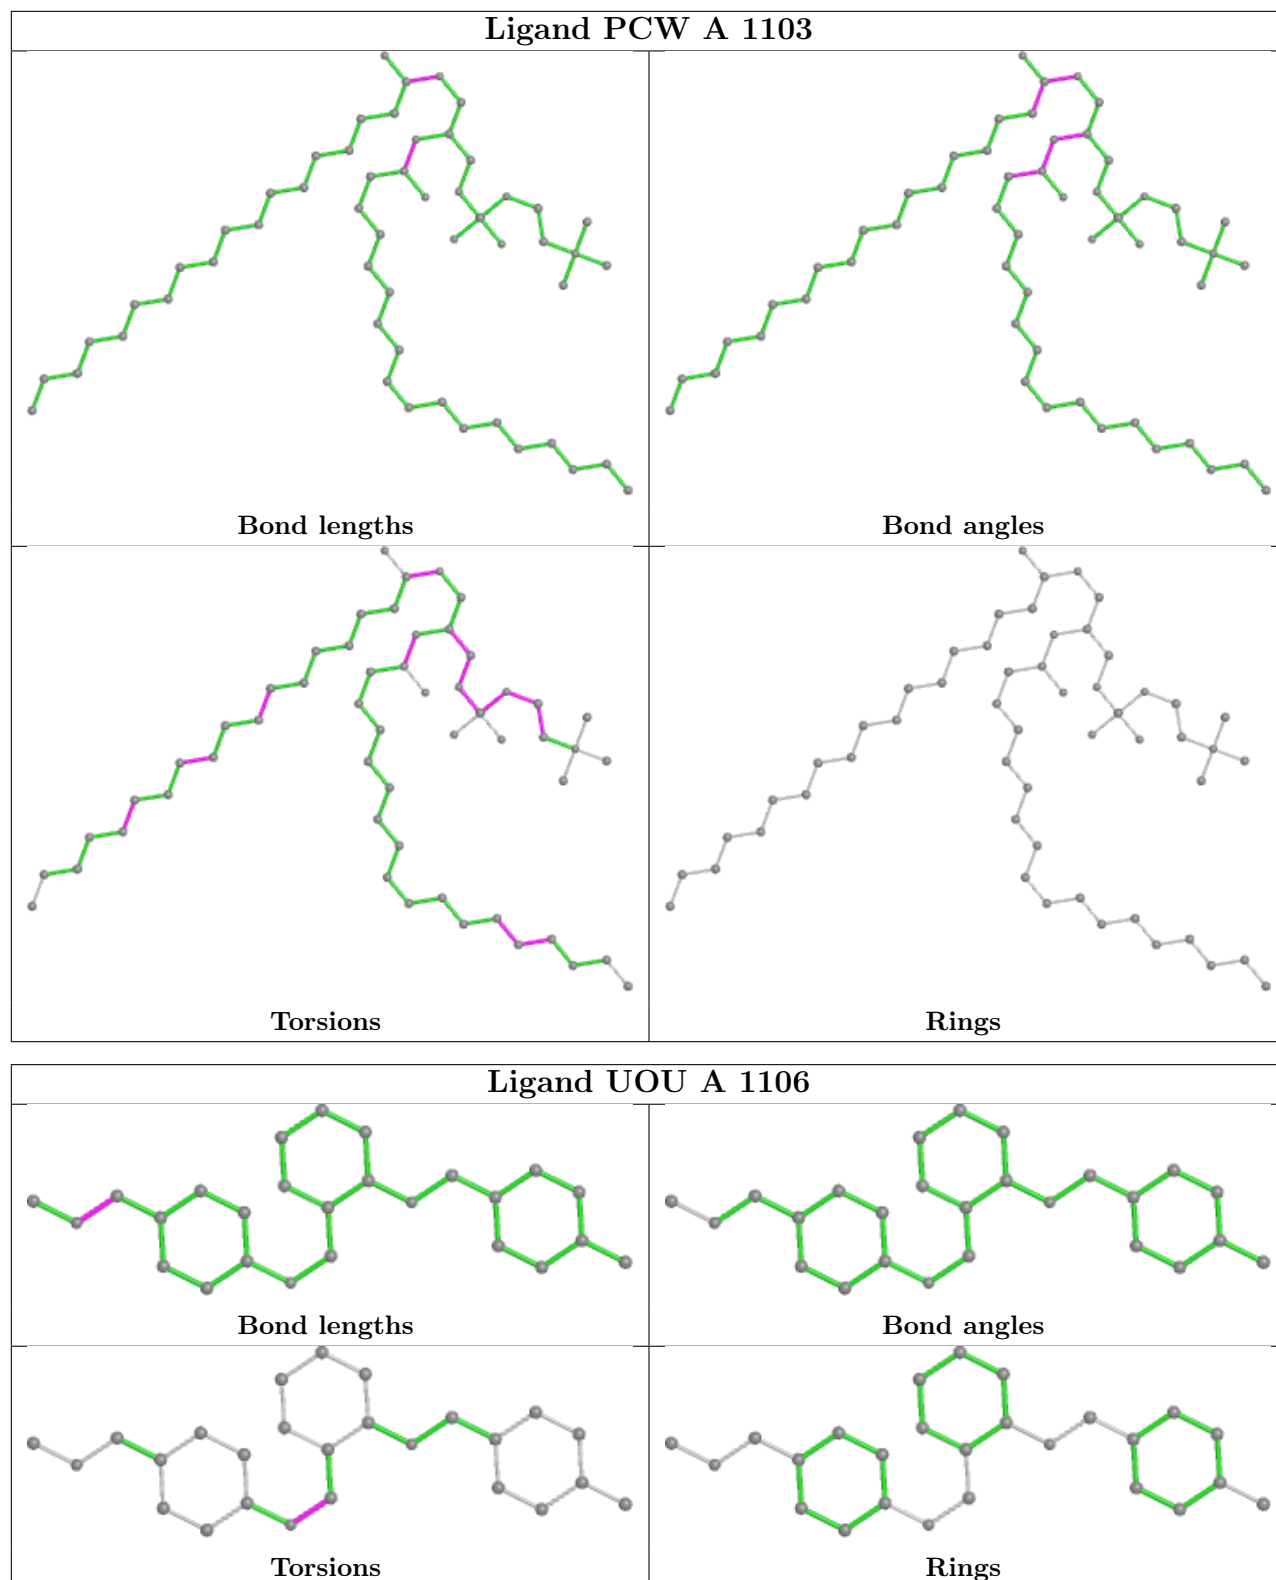 Ligand PCW A 1103
Bond lengths
Bond angles
Torsions
Rings
Ligand UOU A 1106
Bond lengths
Bond angles
Torsions
Rings